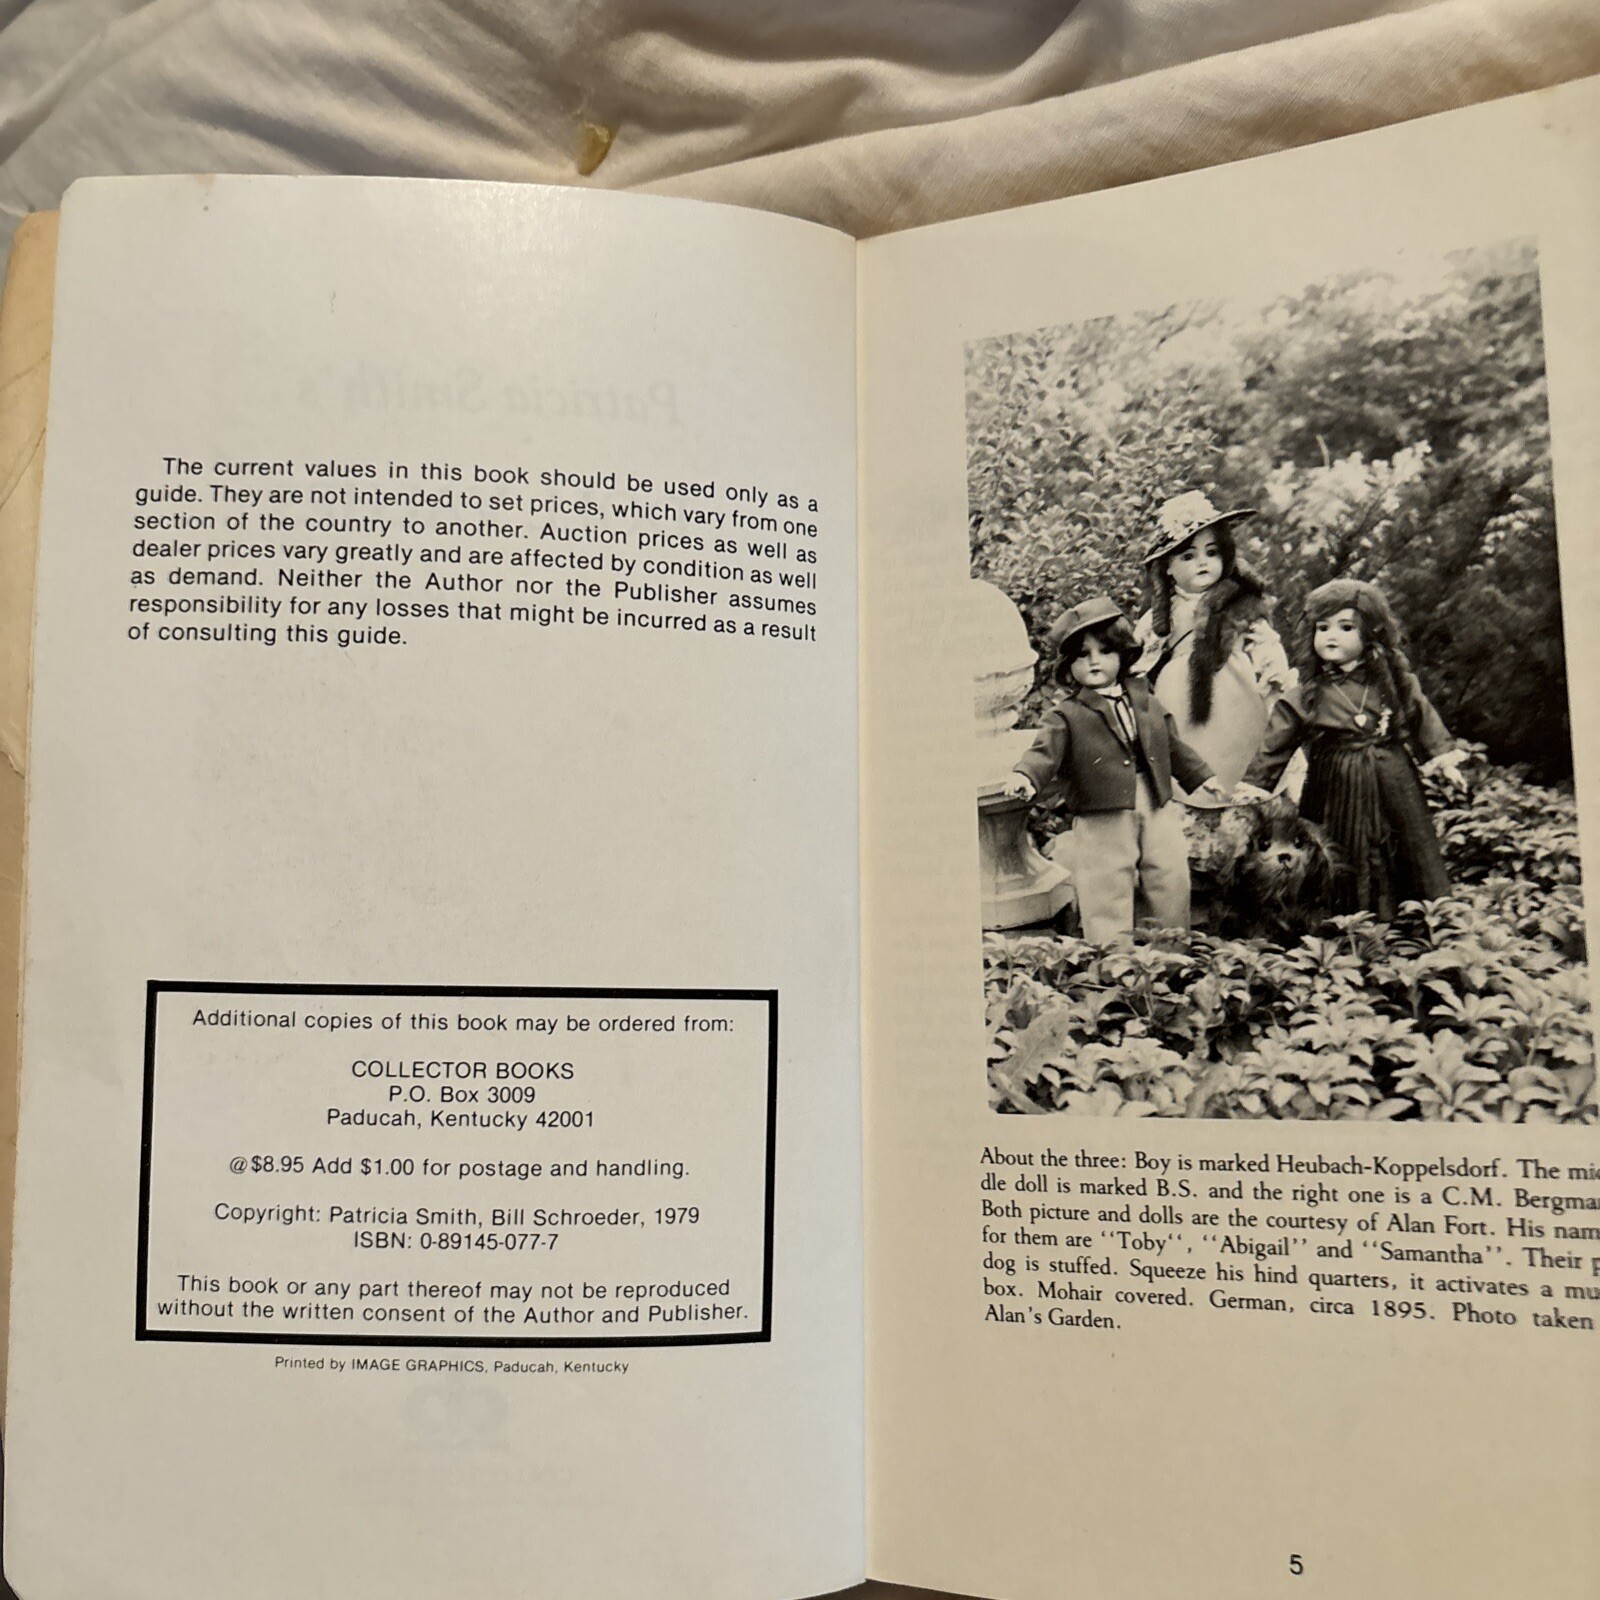 Patricia Smith's
The current values in this book should be used only as a
guide. They are not intended to set prices, which vary from one
section of the country to another. Auction prices as well as
dealer prices vary greatly and are affected by condition as well
as demand. Neither the Author nor the Publisher assumes
responsibility for any losses that might be incurred as a result
of consulting this guide.
Additional copies of this book may be ordered from:
COLLECTOR BOOKS
P.O. Box 3009
Paducah, Kentucky 42001
@$8.95 Add $1.00 for postage and handling.
Copyright: Patricia Smith, Bill Schroeder, 1979
ISBN: 0-89145-077-7
This book or any part thereof may not be reproduced
without the written consent of the Author and Publisher.
Printed by IMAGE GRAPHICS, Paducah, Kentucky
About the three: Boy is marked Heubach-Koppelsdorf. The mid
dle doll is marked B.S. and the right one is a C.M. Bergma
Both picture and dolls are the courtesy of Alan Fort. His nam
for them are ‘‘Toby‘‘, ‘‘Abigail’’ and ‘‘Samantha’’. Their p
dog is stuffed. Squeeze his hind quarters, it activates a mu
box. Mohair covered. German, circa 1895. Photo taken
Alan's Garden.
5